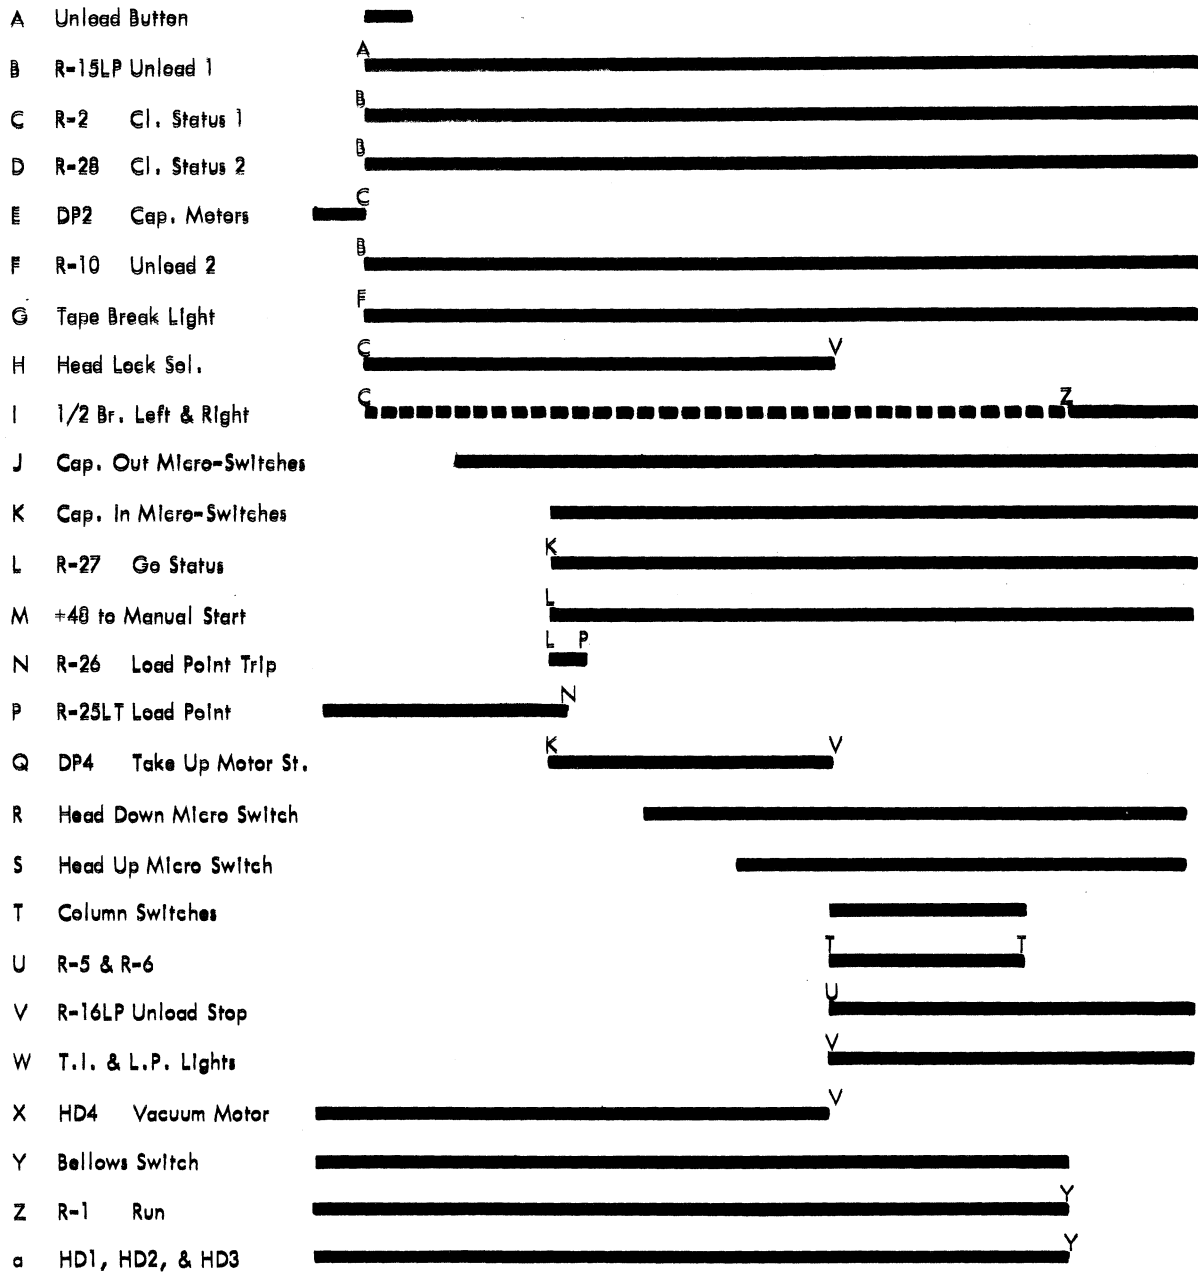 A Unload Button
A
B R-15LP Unload 1
B
C R-2 Cl. Status 1
B
D R-28 Cl. Status 2
C
E DP2 Cap. Motors
B
F R-10 Unload 2
F
G Tape Break Light
C V
H Head Lock Sol.
C Z
I 1/2 Br. Left & Right
J Cap. Out Micro-Switches
K Cap. In Micro-Switches
K
L R-27 Go Status
L
M +48 to Manual Start
L P
N R-26 Load Point Trip
N
P R-25LT Load Point
K V
Q DP4 Take Up Motor St.
R Head Down Micro Switch
S Head Up Micro Switch
T Column Switches
T T
U R-5 & R-6
U
V R-16LP Unload Stop
V
W T.I. & L.P. Lights
V
X HD4 Vacuum Motor
Y Bellows Switch
Y
Z R-1 Run
Y
a HD1, HD2, & HD3